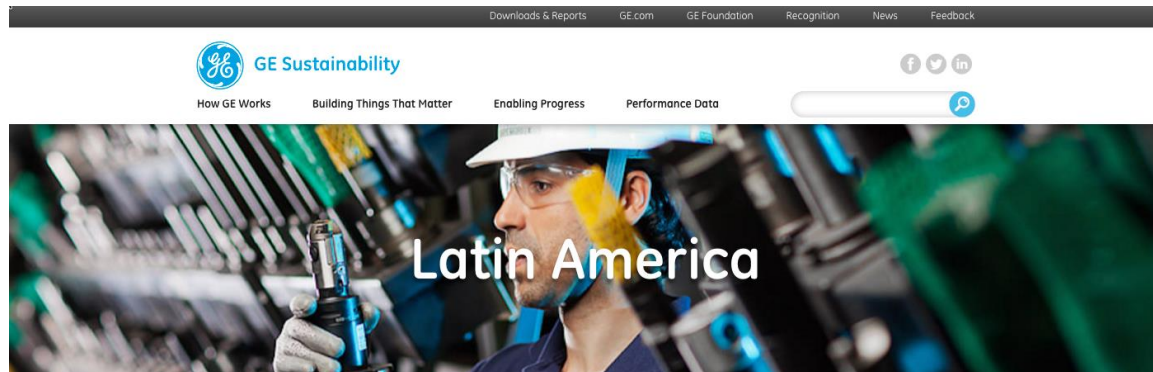 Downloads & Reports GE.com GE Foundation Recognition News Feedback
GE Sustainability
How GE Works Building Things That Matter Enabling Progress Performance Data
Latin America